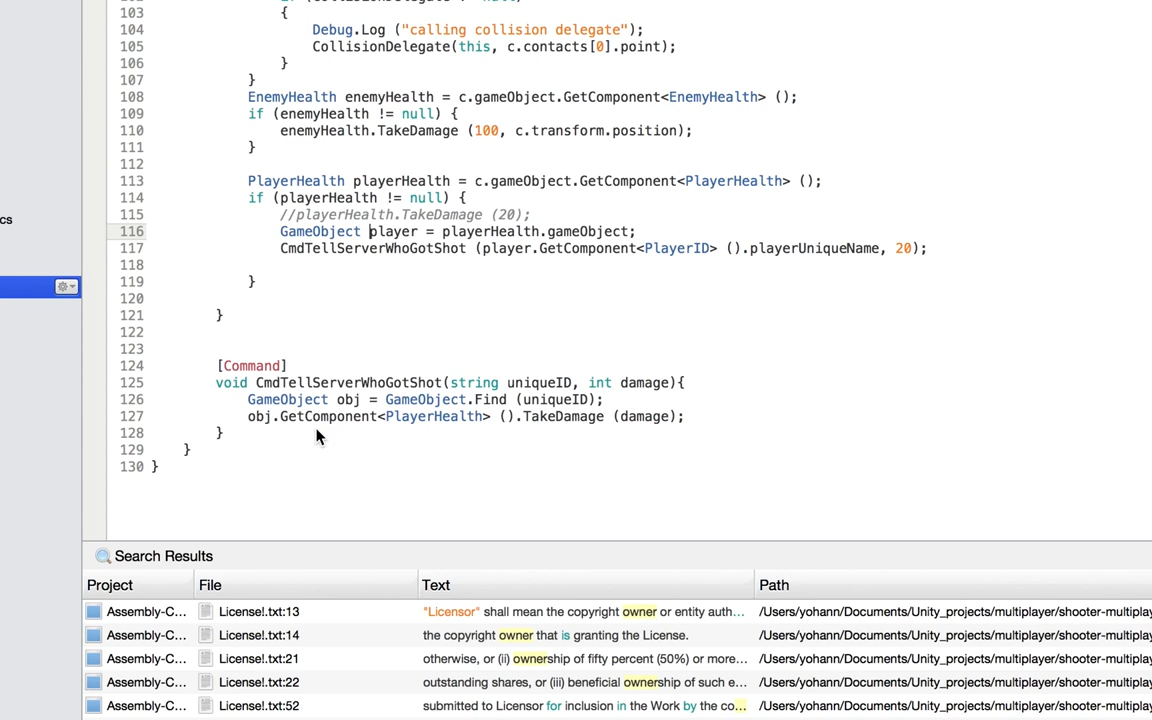 103 {
104 Debug.Log ("calling collision delegate");
105 CollisionDelegate(this, c.contacts[0].point);
106 }
107 }
108 EnemyHealth enemyHealth = c.gameObject.GetComponent<EnemyHealth> ();
109 if (enemyHealth != null) {
110 enemyHealth.TakeDamage (100, c.transform.position);
111 }
112
113 PlayerHealth playerHealth = c.gameObject.GetComponent<PlayerHealth> ();
114 if (playerHealth != null) {
115 //playerHealth.TakeDamage (20);
cs
116 GameObject player = playerHealth.gameObject;
117 CmdTellServerWhoGotShot (player.GetComponent<PlayerID> ().playerUniqueName, 20);
118
119 }
120
121 }
122
123
124 [Command]
125 void CmdTellServerWhoGotShot(string uniqueID, int damage){
126 GameObject obj = GameObject.Find (uniqueID);
127 obj.GetComponent<PlayerHealth> ().TakeDamage (damage);
128 }
129 }
130 }
Search Results
Project File Text Path
Assembly-C... License!.txt:13 "Licensor" shall mean the copyright owner or entity auth... /Users/yohann/Documents/Unity_projects/multiplayer/shooter-multiplay
Assembly-C... License!.txt:14 the copyright owner that is granting the License. /Users/yohann/Documents/Unity_projects/multiplayer/shooter-multiplay
Assembly-C... License!.txt:21 otherwise, or (ii) ownership of fifty percent (50%) or more... /Users/yohann/Documents/Unity_projects/multiplayer/shooter-multiplay
Assembly-C... License!.txt:22 outstanding shares, or (iii) beneficial ownership of such e... /Users/yohann/Documents/Unity_projects/multiplayer/shooter-multiplay
Assembly-C... License!.txt:52 submitted to Licensor for inclusion in the Work by the co... /Users/yohann/Documents/Unity_projects/multiplayer/shooter-multiplay